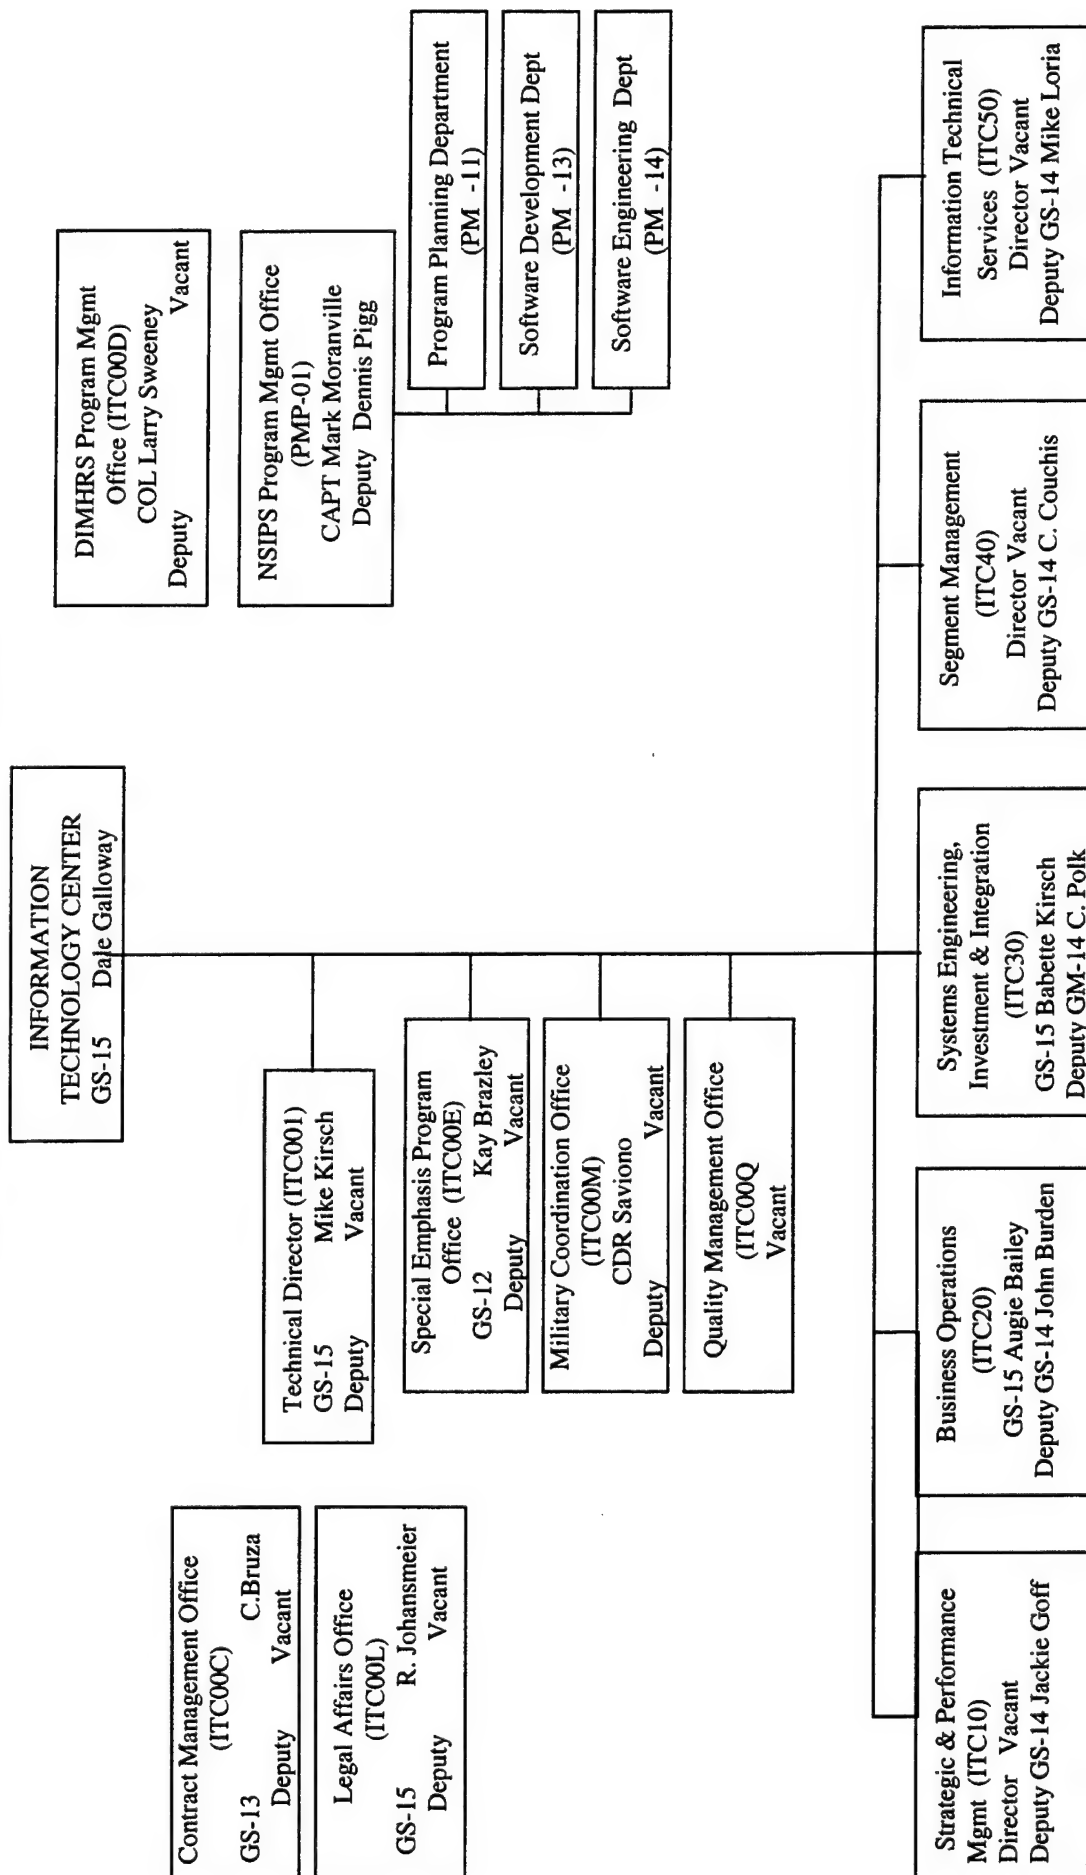 INFORMATION
TECHNOLOGY CENTER
GS-15 Dale Galloway
Contract Management Office
(ITC00C)
GS-13 C.Bruza
Deputy Vacant
Legal Affairs Office
(ITC00L)
GS-15 R. Johansmeier
Deputy Vacant
Technical Director (ITC001)
GS-15 Mike Kirsch
Deputy Vacant
Special Emphasis Program
Office (ITC00E)
GS-12 Kay Brazley
Deputy Vacant
Military Coordination Office
(ITC00M)
CDR Saviono
Deputy Vacant
Quality Management Office
(ITC00Q
Vacant
DIMHRS Program Mgmt
Office (ITC00D)
COL Larry Sweeney
Deputy Vacant
NSIPS Program Mgmt Office
(PMP-01)
CAPT Mark Moranville
Deputy Dennis Pigg
Program Planning Department
(PM -11)
Software Development Dept
(PM -13)
Software Engineering Dept
(PM -14)
Strategic & Performance
Mgmt (ITC10)
Director Vacant
Deputy GS-14 Jackie Goff
Business Operations
(ITC20)
GS-15 Augie Bailey
Deputy GS-14 John Burden
Systems Engineering,
Investment & Integration
(ITC30)
GS-15 Babette Kirsch
Deputy GM-14 C. Polk
Segment Management
(ITC40)
Director Vacant
Deputy GS-14 C. Couchis
Information Technical
Services (ITC50)
Director Vacant
Deputy GS-14 Mike Loria